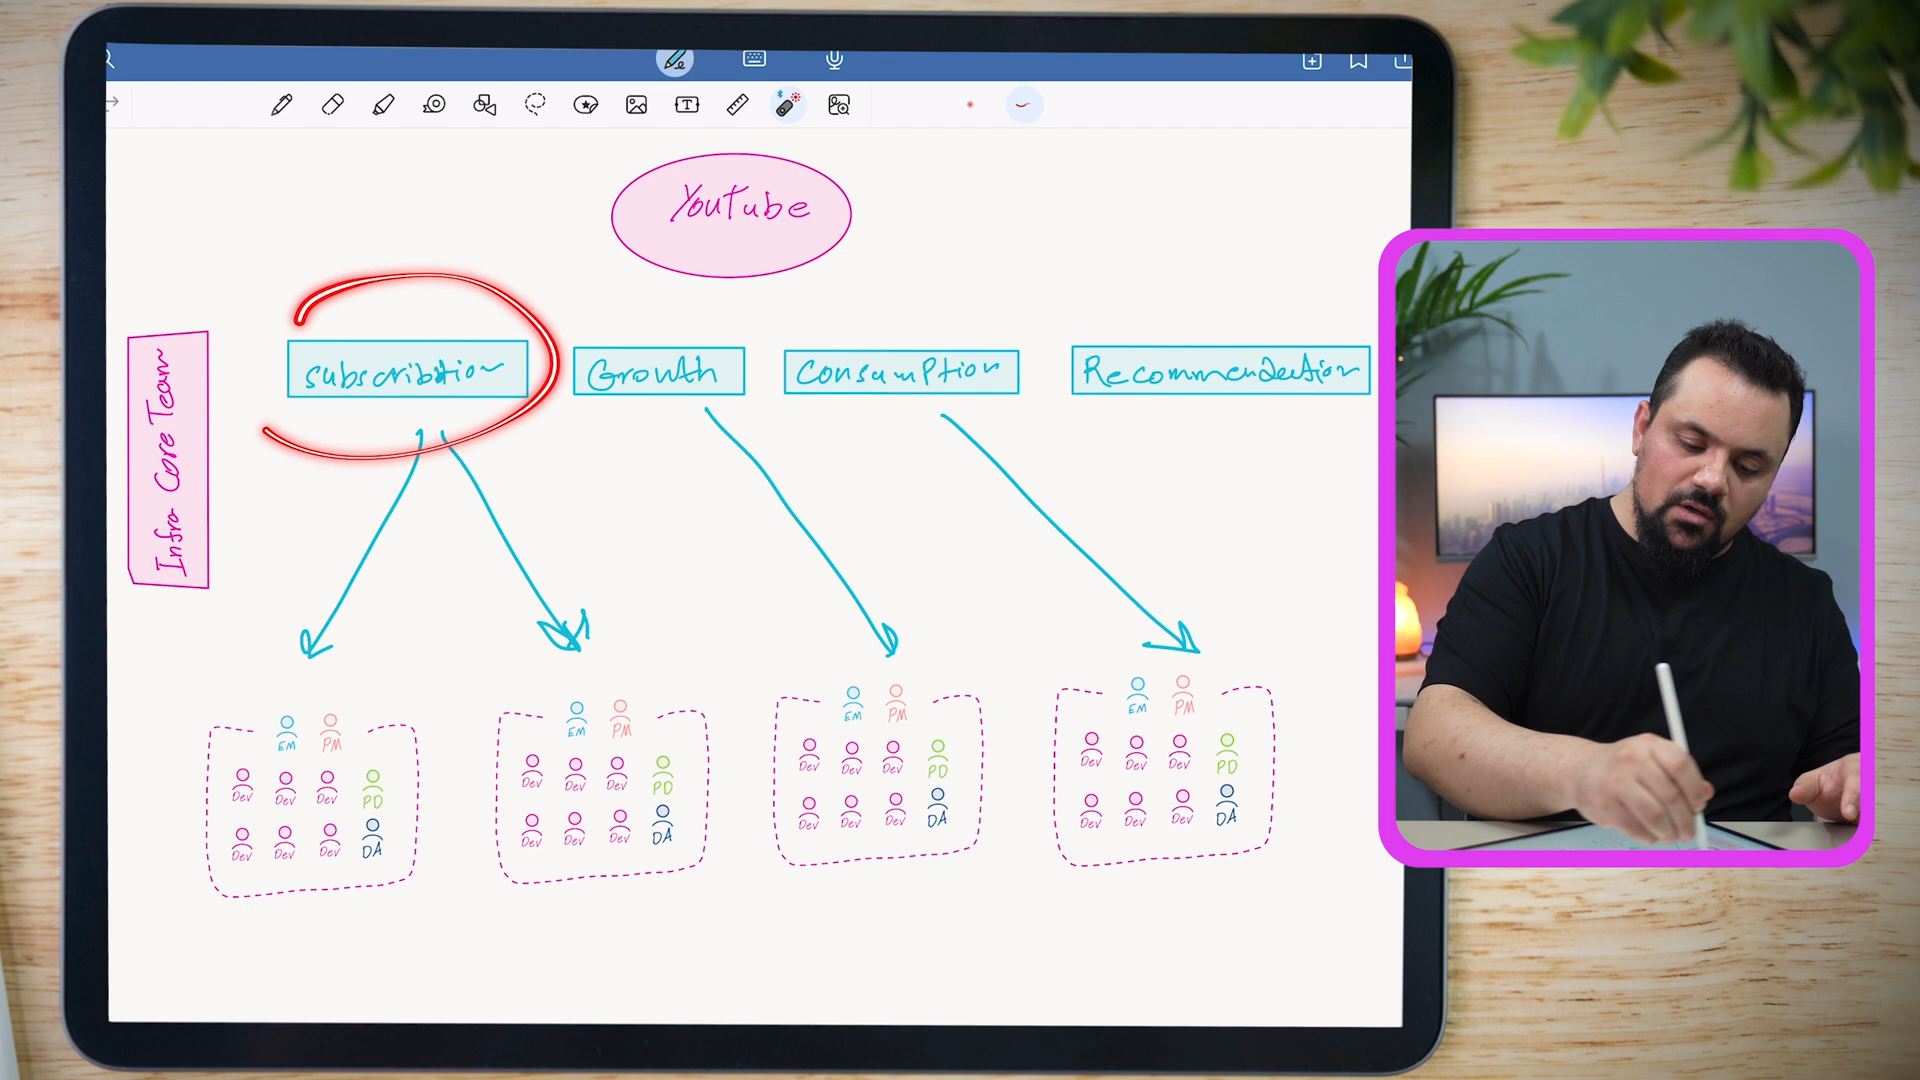 YouTube
subscribtion
Growth
Consumption
Recommendation
Infra Core Team
EM PM
Dev Dev Dev PD
Dev Dev Dev DA
EM PM
Dev Dev Dev PD
Dev Dev Dev DA
EM PM
Dev Dev Dev PD
Dev Dev Dev DA
EM PM
Dev Dev Dev PD
Dev Dev Dev DA